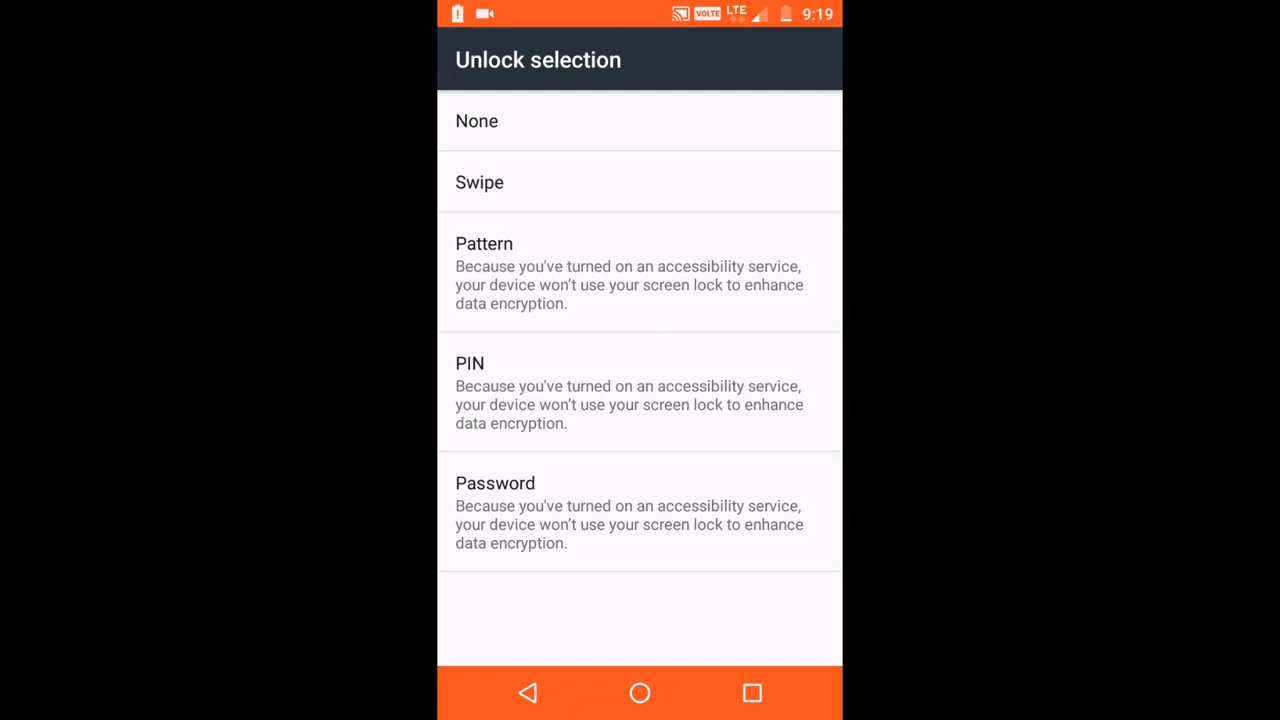 VOLTE LTE 9:19
Unlock selection
None
Swipe
Pattern
Because you've turned on an accessibility service,
your device won't use your screen lock to enhance
data encryption.
PIN
Because you've turned on an accessibility service,
your device won't use your screen lock to enhance
data encryption.
Password
Because you've turned on an accessibility service,
your device won't use your screen lock to enhance
data encryption.